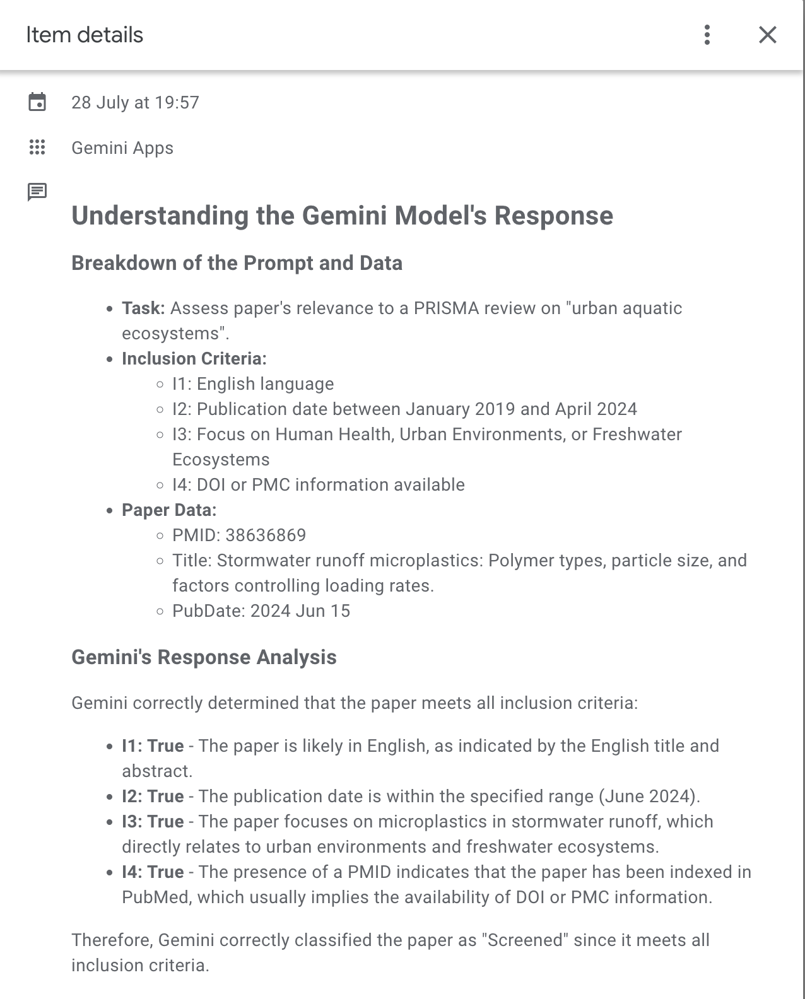 Item details
28 July at 19:57
Gemini Apps
Understanding the Gemini Model's Response
Breakdown of the Prompt and Data
• Task: Assess paper's relevance to a PRISMA review on "urban aquatic
ecosystems".
• Inclusion Criteria:
○ I1: English language
○ I2: Publication date between January 2019 and April 2024
○ I3: Focus on Human Health, Urban Environments, or Freshwater
Ecosystems
○ I4: DOI or PMC information available
• Paper Data:
○ PMID: 38636869
○ Title: Stormwater runoff microplastics: Polymer types, particle size, and
factors controlling loading rates.
○ PubDate: 2024 Jun 15
Gemini's Response Analysis
Gemini correctly determined that the paper meets all inclusion criteria:
• I1: True - The paper is likely in English, as indicated by the English title and
abstract.
• I2: True - The publication date is within the specified range (June 2024).
• I3: True - The paper focuses on microplastics in stormwater runoff, which
directly relates to urban environments and freshwater ecosystems.
• I4: True - The presence of a PMID indicates that the paper has been indexed in
PubMed, which usually implies the availability of DOI or PMC information.
Therefore, Gemini correctly classified the paper as "Screened" since it meets all
inclusion criteria.